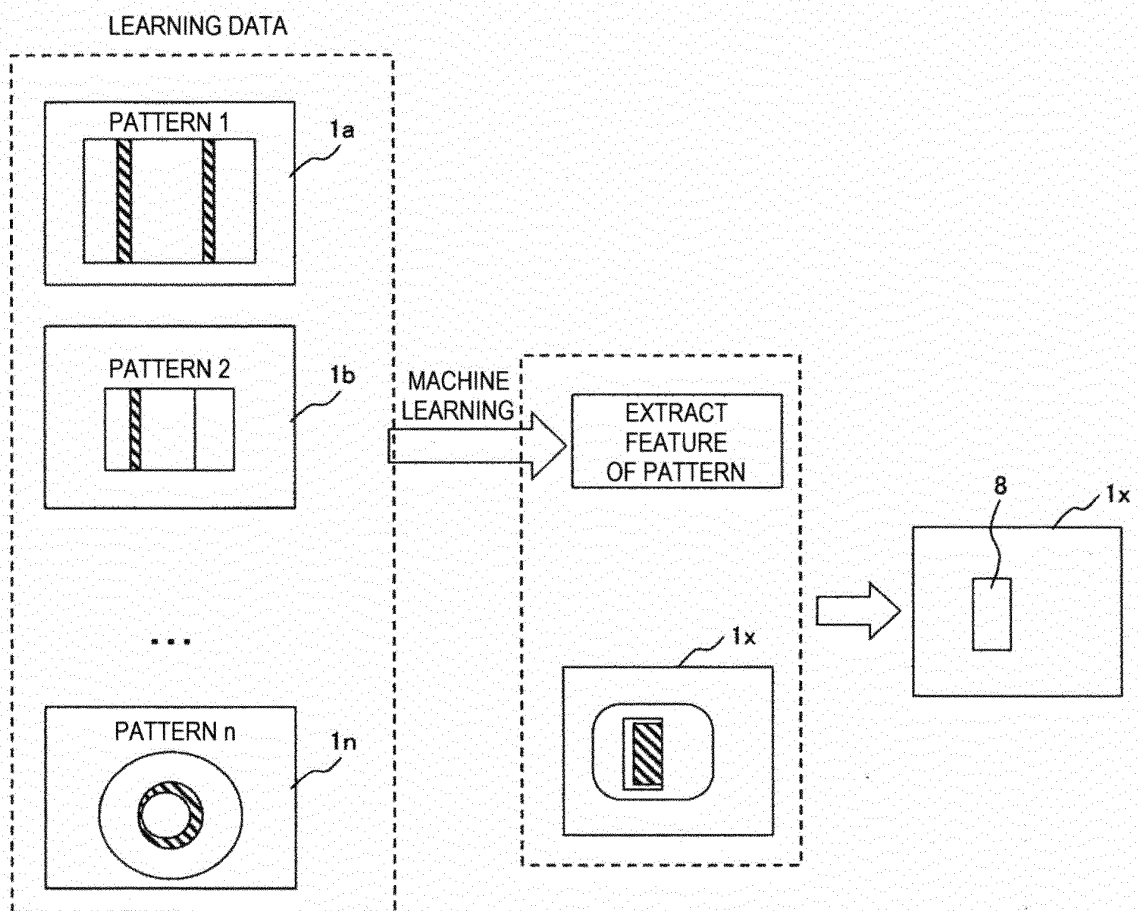 LEARNING DATA
PATTERN 1
1a
PATTERN 2
1b
MACHINE
LEARNING
EXTRACT
FEATURE
OF PATTERN
8
1x
...
1x
PATTERN n
1n